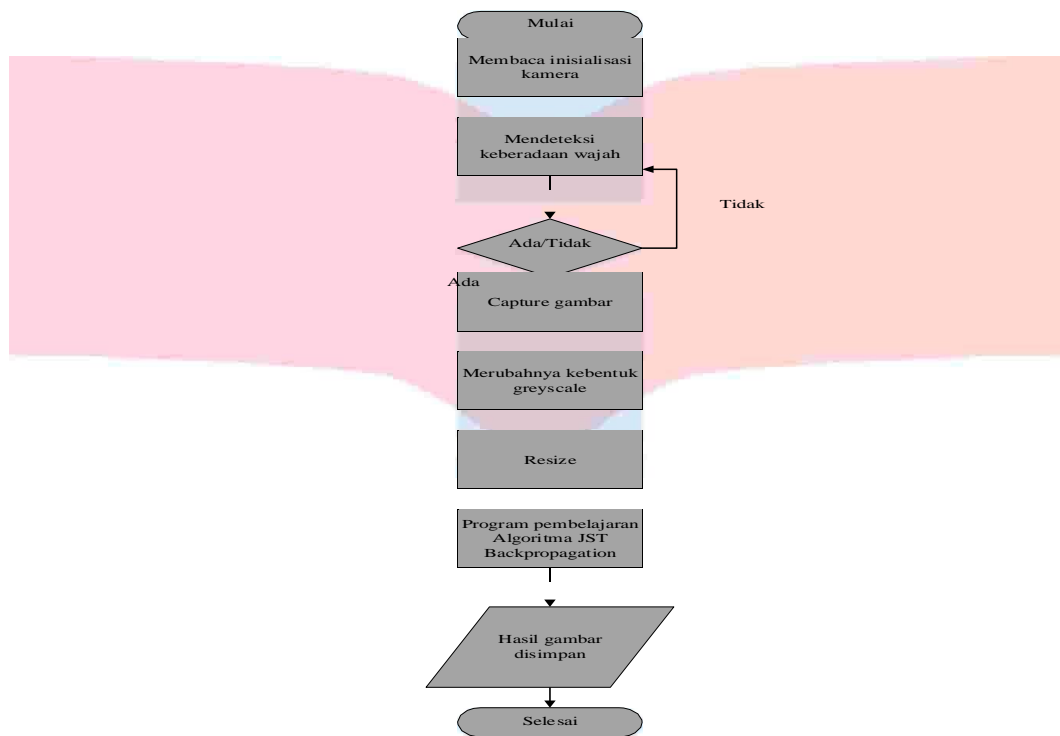 Mulai
Membaca inisialisasi
kamera
Mendeteksi
keberadaan wajah
Tidak
Ada/Tidak
Ada
Capture gambar
Merubahnya kebentuk
greyscale
Resize
Program pembelajaran
Algoritma JST
Backpropagation
Hasil gambar
disimpan
Selesai